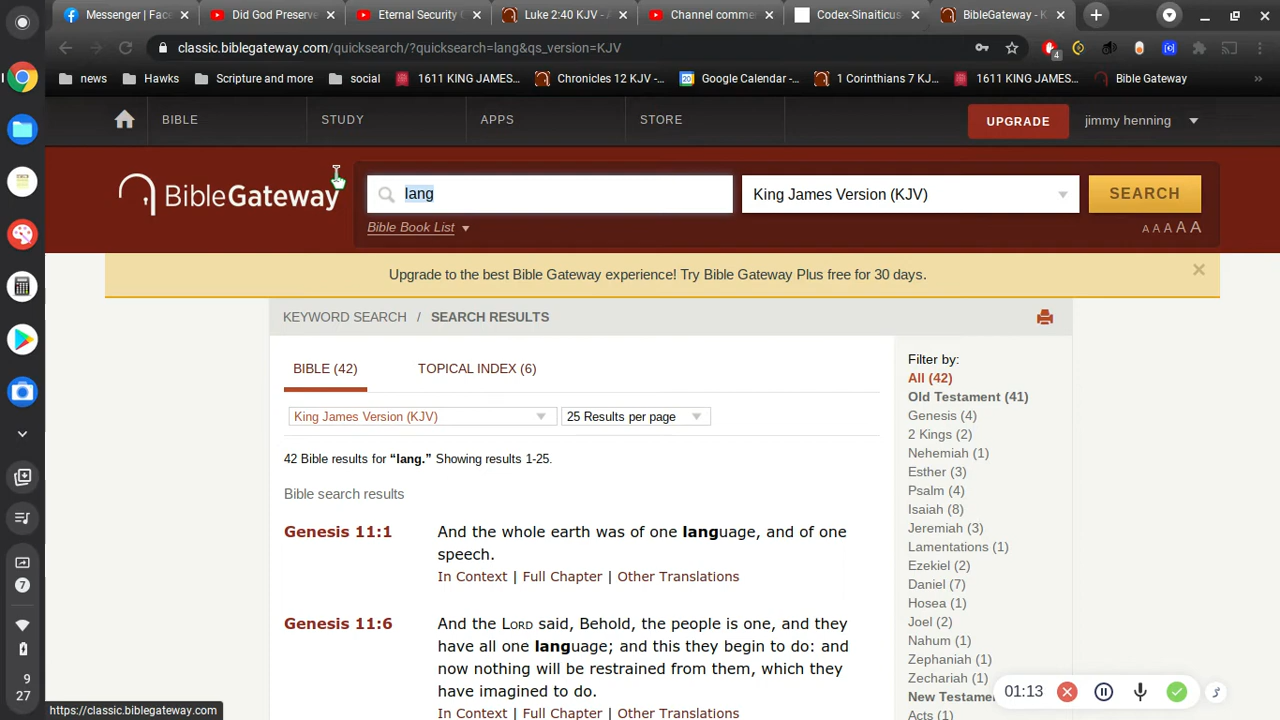 Messenger | Fac
Did God Preserve
Eternal Security
Luke 2:40 KJV - A
Channel comme
Codex-Sinaiticus
BibleGateway - K
classic.biblegateway.com/quicksearch/?quicksearch=lang&qs_version=KJV
4
news
Hawks
Scripture and more
social
1611 KING JAMES...
Chronicles 12 KJV -...
Google Calendar -...
1 Corinthians 7 KJ...
1611 KING JAMES...
Bible Gateway
»
BIBLE
STUDY
APPS
STORE
UPGRADE
jimmy henning
BibleGateway
lang
King James Version (KJV)
SEARCH
Bible Book List
A A A A A
Upgrade to the best Bible Gateway experience! Try Bible Gateway Plus free for 30 days.
KEYWORD SEARCH / SEARCH RESULTS
BIBLE (42)
TOPICAL INDEX (6)
King James Version (KJV)
25 Results per page
42 Bible results for “lang.” Showing results 1-25.
Bible search results
Genesis 11:1
And the whole earth was of one language, and of one
speech.
In Context | Full Chapter | Other Translations
Genesis 11:6
And the LORD said, Behold, the people is one, and they
have all one language; and this they begin to do: and
now nothing will be restrained from them, which they
have imagined to do.
In Context | Full Chapter | Other Translations
Filter by:
All (42)
Old Testament (41)
Genesis (4)
2 Kings (2)
Nehemiah (1)
Esther (3)
Psalm (4)
Isaiah (8)
Jeremiah (3)
Lamentations (1)
Ezekiel (2)
Daniel (7)
Hosea (1)
Joel (2)
Nahum (1)
Zephaniah (1)
Zechariah (1)
New Testame
Acts (1)
01:13
7
9
27
https://classic.biblegateway.com